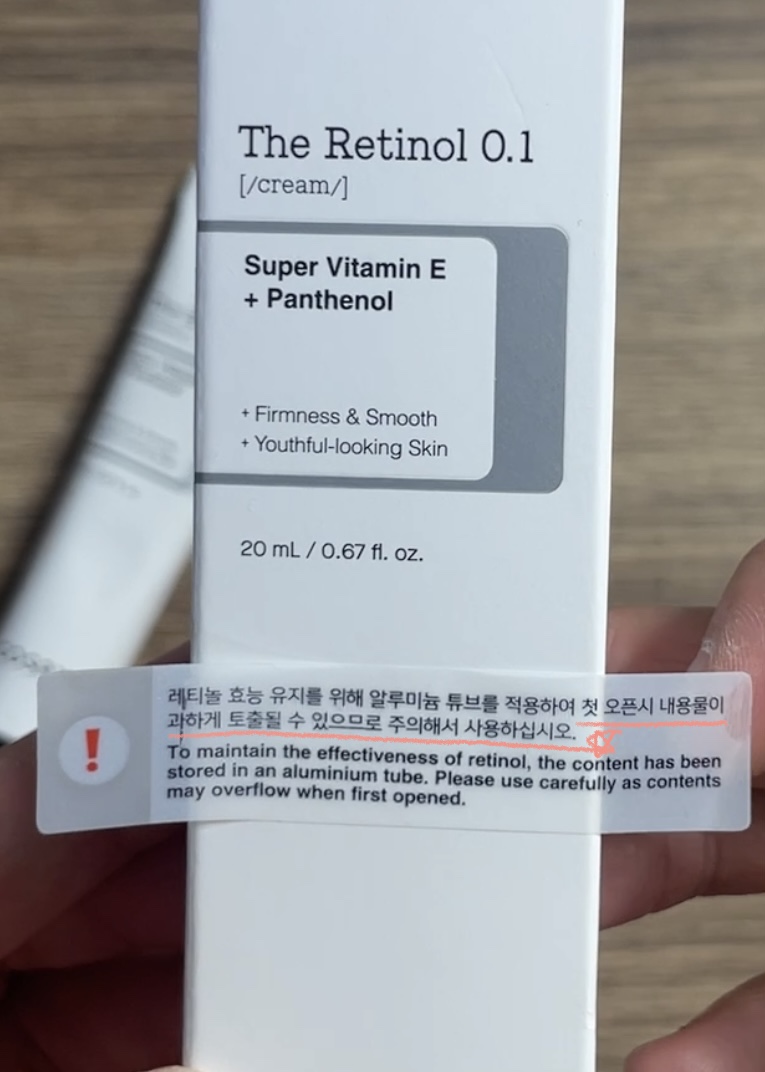 The Retinol 0.1
[/cream/]
Super Vitamin E
+ Panthenol
+ Firmness & Smooth
+ Youthful-looking Skin
20 mL / 0.67 fl. oz.
레티놀 효능 유지를 위해 알루미늄 튜브를 적용하여 첫 오픈시 내용물이
과하게 토출될 수 있으므로 주의해서 사용하십시오.
!
To maintain the effectiveness of retinol, the content has been
stored in an aluminium tube. Please use carefully as contents
may overflow when first opened.